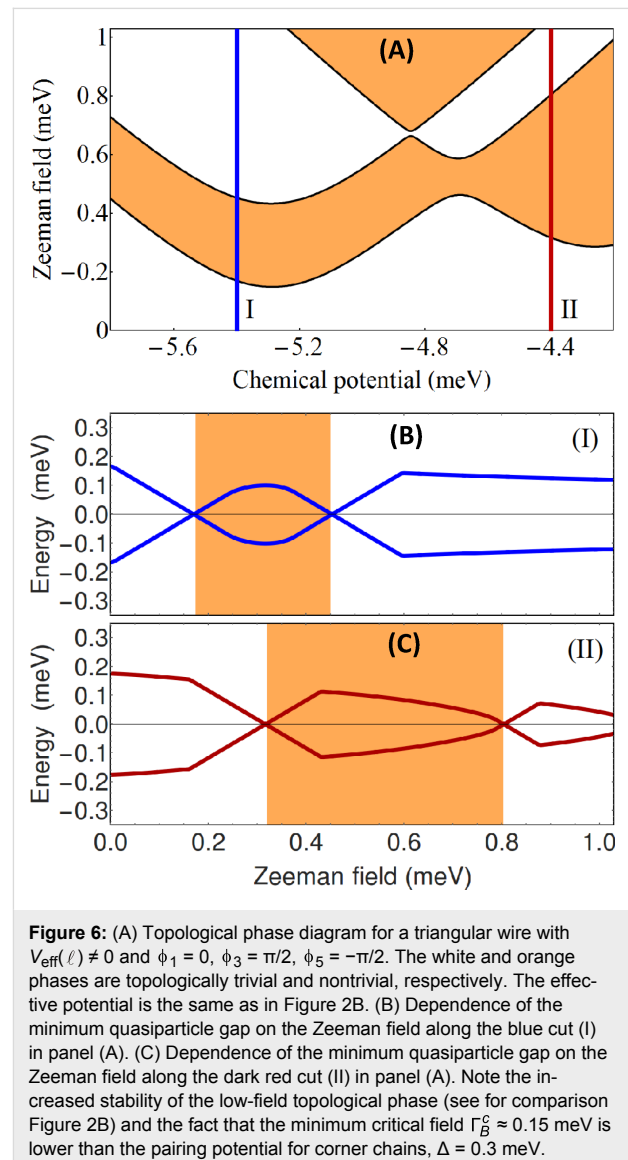 (A)
1
0.8
0.6
0.4
−0.2
0
Zeeman field (meV)
I
II
−5.6
−5.2
−4.8
−4.4
Chemical potential (meV)
(B)
(I)
0.3
0.2
0.1
0.0
−0.1
−0.2
−0.3
Energy (meV)
(C)
(II)
0.3
0.2
0.1
0.0
−0.1
−0.2
−0.3
Energy (meV)
0.0
0.2
0.4
0.6
0.8
1.0
Zeeman field (meV)
Figure 6: (A) Topological phase diagram for a triangular wire with
V_eff(ℓ) ≠ 0 and ϕ₁ = 0, ϕ₃ = π/2, ϕ₅ = −π/2. The white and orange
phases are topologically trivial and nontrivial, respectively. The effec-
tive potential is the same as in Figure 2B. (B) Dependence of the
minimum quasiparticle gap on the Zeeman field along the blue cut (I)
in panel (A). (C) Dependence of the minimum quasiparticle gap on the
Zeeman field along the dark red cut (II) in panel (A). Note the in-
creased stability of the low-field topological phase (see for comparison
Figure 2B) and the fact that the minimum critical field Γ_B^c ≈ 0.15 meV is
lower than the pairing potential for corner chains, Δ = 0.3 meV.